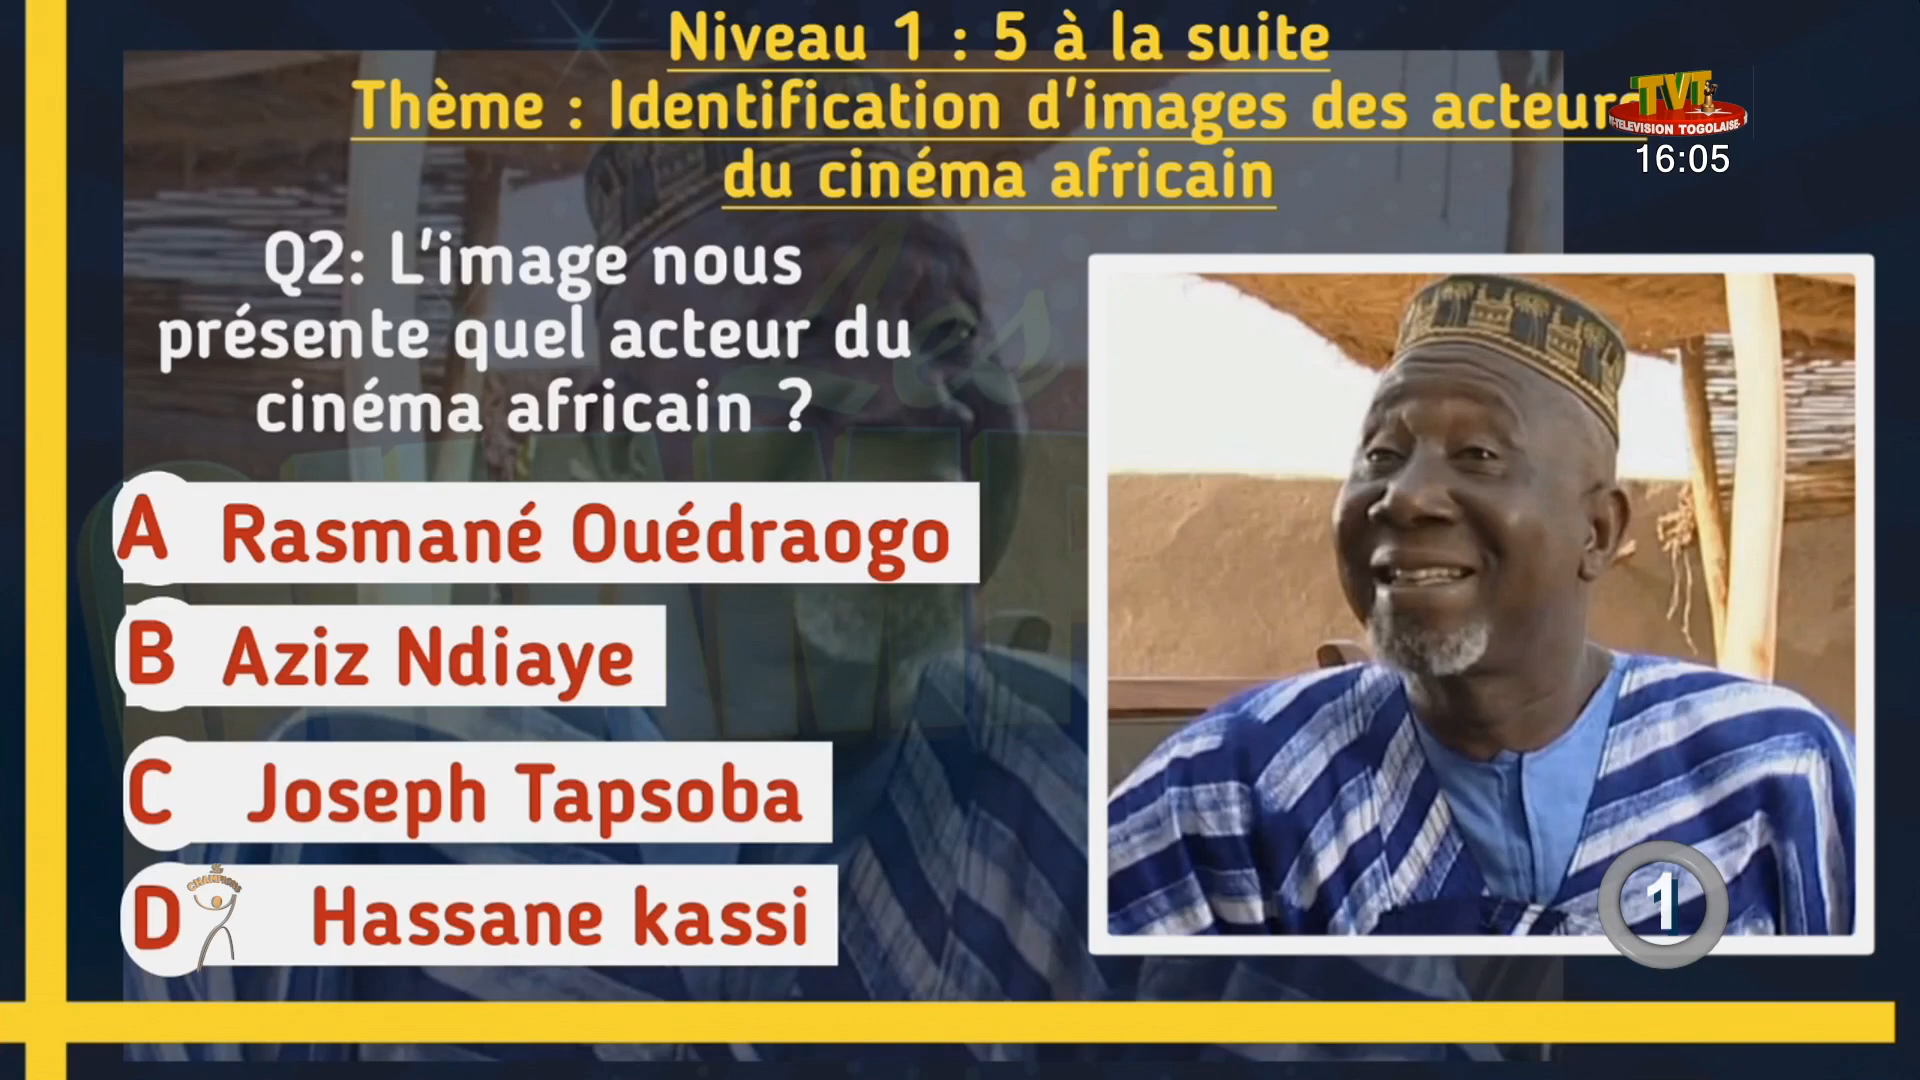 Niveau 1 : 5 à la suite
Thème : Identification d'images des acteurs
du cinéma africain
TVT
TELEVISION TOGOLAISE
16:05
Q2: L'image nous
présente quel acteur du
cinéma africain ?
A Rasmané Ouédraogo
B Aziz Ndiaye
C Joseph Tapsoba
D Hassane kassi
CHAMPIONS
1